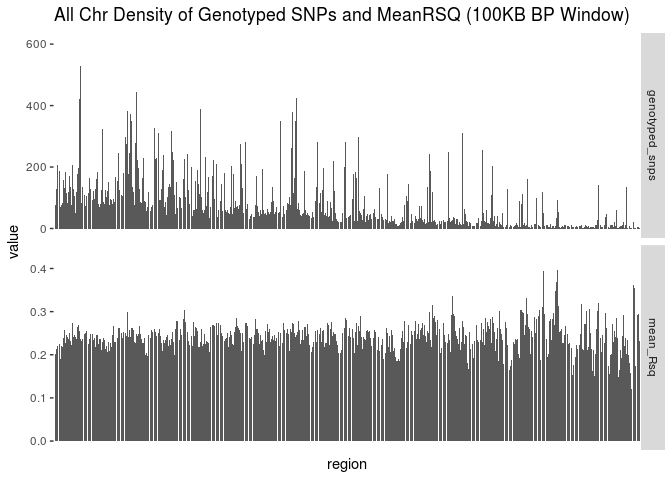 All Chr Density of Genotyped SNPs and MeanRSQ (100KB BP Window)
600
400
200
0
genotyped_snps
value
0.4
0.3
0.2
0.1
0.0
mean_Rsq
region